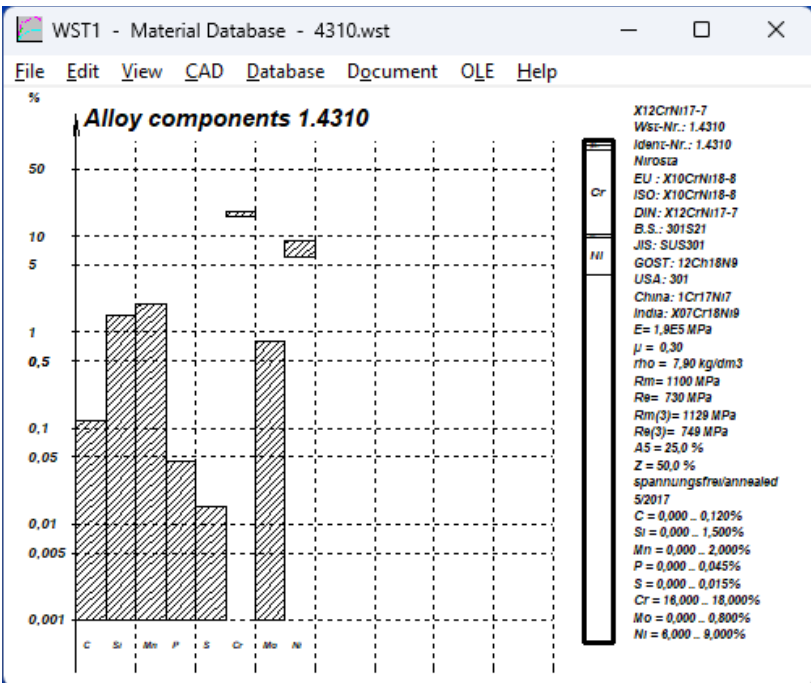 WST1 - Material Database - 4310.wst
File Edit View CAD Database Document OLE Help
%
Alloy components 1.4310
50
10
5
1
0,5
0,1
0,05
0,01
0,005
0,001
C Si Mn P S Cr Mo Ni
Cr
Ni
X12CrNi17-7
Wst-Nr.: 1.4310
Ident-Nr.: 1.4310
Nirosta
EU : X10CrNi18-8
ISO: X10CrNi18-8
DIN: X12CrNi17-7
B.S.: 301S21
JIS: SUS301
GOST: 12Ch18N9
USA: 301
China: 1Cr17Ni7
India: X07Cr18Ni9
E= 1,9E5 MPa
µ = 0,30
rho = 7,90 kg/dm3
Rm= 1100 MPa
Re= 730 MPa
Rm(3)= 1129 MPa
Re(3)= 749 MPa
A5 = 25,0 %
Z = 50,0 %
spannungsfrei/annealed
5/2017
C = 0,000 .. 0,120%
Si = 0,000 .. 1,500%
Mn = 0,000 .. 2,000%
P = 0,000 .. 0,045%
S = 0,000 .. 0,015%
Cr = 16,000 .. 18,000%
Mo = 0,000 .. 0,800%
Ni = 6,000 .. 9,000%